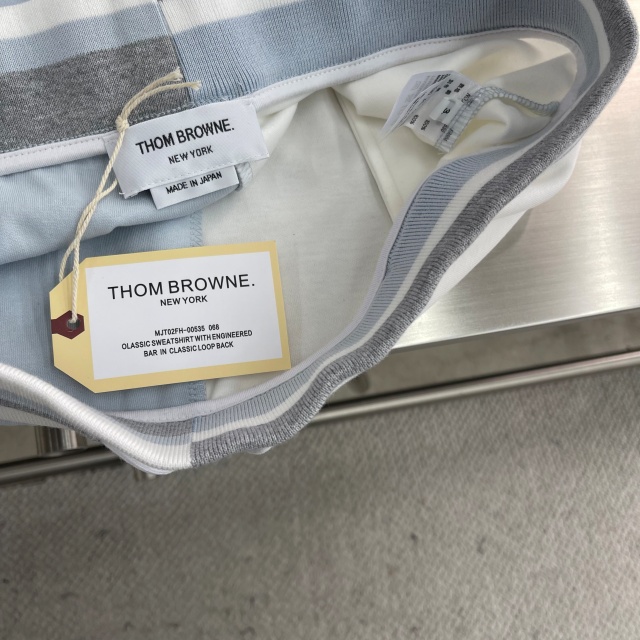 THOM BROWNE.
NEW YORK
MADE IN JAPAN
THOM BROWNE.
NEW YORK
MJT02FH-00535 068
OLASSIC SWEATSHIRT WITH ENGINEERED
BAR IN CLASSIC LOOP BACK